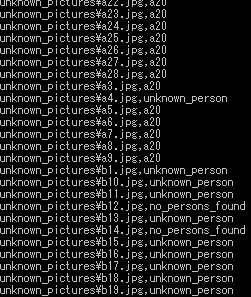 unknown_pictures¥a22.jpg,a20
unknown_pictures¥a23.jpg,a20
unknown_pictures¥a24.jpg,a20
unknown_pictures¥a25.jpg,a20
unknown_pictures¥a26.jpg,a20
unknown_pictures¥a27.jpg,a20
unknown_pictures¥a28.jpg,a20
unknown_pictures¥a3.jpg,a20
unknown_pictures¥a4.jpg,unknown_person
unknown_pictures¥a5.jpg,a20
unknown_pictures¥a6.jpg,a20
unknown_pictures¥a7.jpg,a20
unknown_pictures¥a8.jpg,a20
unknown_pictures¥a9.jpg,a20
unknown_pictures¥b1.jpg,unknown_person
unknown_pictures¥b10.jpg,unknown_person
unknown_pictures¥b11.jpg,unknown_person
unknown_pictures¥b12.jpg,no_persons_found
unknown_pictures¥b13.jpg,unknown_person
unknown_pictures¥b14.jpg,no_persons_found
unknown_pictures¥b15.jpg,unknown_person
unknown_pictures¥b16.jpg,unknown_person
unknown_pictures¥b17.jpg,unknown_person
unknown_pictures¥b18.jpg,unknown_person
unknown_pictures¥b19.jpg,unknown_person